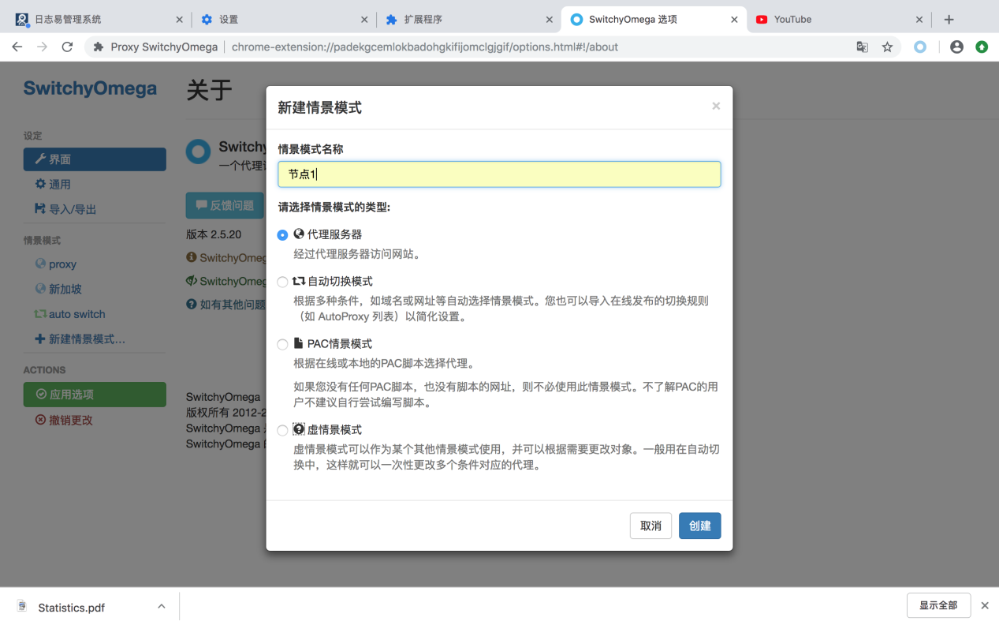 日志易管理系统
设置
扩展程序
SwitchyOmega 选项
YouTube
Proxy SwitchyOmega
chrome-extension://padekgcemlokbadohgkifijomclgjgif/options.html#!/about
SwitchyOmega
关于
设定
界面
通用
导入/导出
情景模式
proxy
新加坡
auto switch
新建情景模式…
ACTIONS
应用选项
撤销更改
Switchy
一个代理
反馈问题
版本 2.5.20
SwitchyOmeg
SwitchyOmeg
如有其他问题
SwitchyOmega
版权所有 2012-2
SwitchyOmega
SwitchyOmega
新建情景模式
×
情景模式名称
节点1
请选择情景模式的类型:
代理服务器
经过代理服务器访问网站。
自动切换模式
根据多种条件，如域名或网址等自动选择情景模式。您也可以导入在线发布的切换规则
（如 AutoProxy 列表）以简化设置。
PAC情景模式
根据在线或本地的PAC脚本选择代理。
如果您没有任何PAC脚本，也没有脚本的网址，则不必使用此情景模式。不了解PAC的用
户不建议自行尝试编写脚本。
虚情景模式
虚情景模式可以作为某个其他情景模式使用，并可以根据需要更改对象。一般用在自动切
换中，这样就可以一次性更改多个条件对应的代理。
取消
创建
Statistics.pdf
显示全部